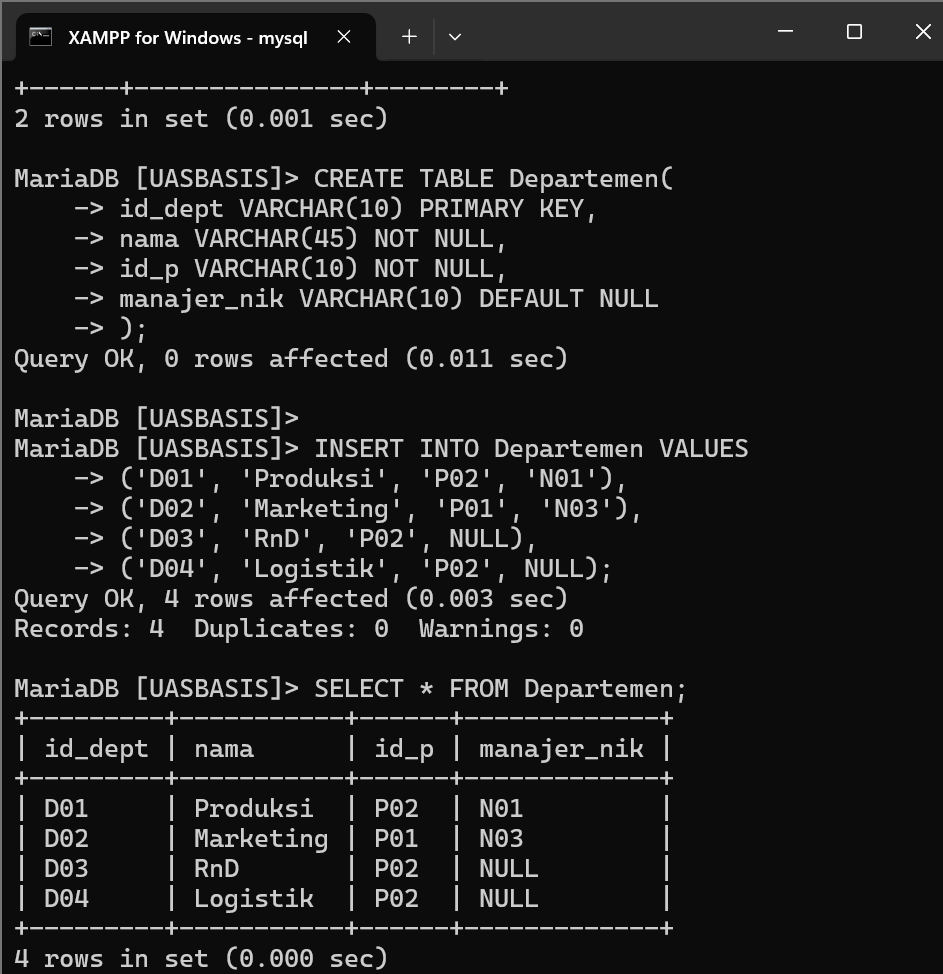 XAMPP for Windows - mysql
+------+---------------+--------+
2 rows in set (0.001 sec)
MariaDB [UASBASIS]> CREATE TABLE Departemen(
    -> id_dept VARCHAR(10) PRIMARY KEY,
    -> nama VARCHAR(45) NOT NULL,
    -> id_p VARCHAR(10) NOT NULL,
    -> manajer_nik VARCHAR(10) DEFAULT NULL
    -> );
Query OK, 0 rows affected (0.011 sec)
MariaDB [UASBASIS]>
MariaDB [UASBASIS]> INSERT INTO Departemen VALUES
    -> ('D01', 'Produksi', 'P02', 'N01'),
    -> ('D02', 'Marketing', 'P01', 'N03'),
    -> ('D03', 'RnD', 'P02', NULL),
    -> ('D04', 'Logistik', 'P02', NULL);
Query OK, 4 rows affected (0.003 sec)
Records: 4  Duplicates: 0  Warnings: 0
MariaDB [UASBASIS]> SELECT * FROM Departemen;
+---------+-----------+------+-------------+
| id_dept | nama      | id_p | manajer_nik |
+---------+-----------+------+-------------+
| D01     | Produksi  | P02  | N01         |
| D02     | Marketing | P01  | N03         |
| D03     | RnD       | P02  | NULL        |
| D04     | Logistik  | P02  | NULL        |
+---------+-----------+------+-------------+
4 rows in set (0.000 sec)